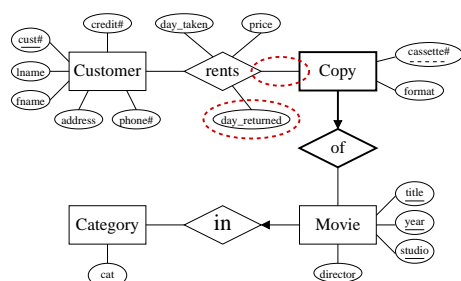 credit#
day_taken
price
cust#
cassette#
lname
Customer
rents
Copy
fname
format
address
phone#
day_returned
of
title
Category
in
Movie
year
studio
cat
director